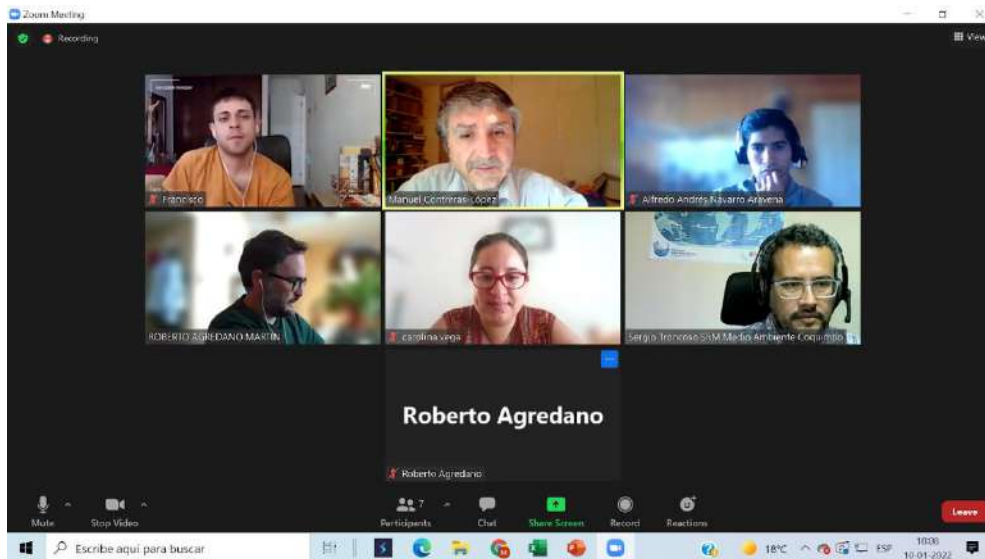 Zoom Meeting
Recording
View
Francisco
Manuel Contreras-López
Alfredo Andrés Navarro Aravena
ROBERTO AGREDANO MARTIN
carolina vega
Sergio Troncoso SRM Medio Ambiente Coquimbo
Roberto Agredano
Roberto Agredano
7
Mute
Stop Video
Participants
Chat
Share Screen
Record
Reactions
Leave
Escribe aquí para buscar
18°C
ESP
10:08
10-01-2022